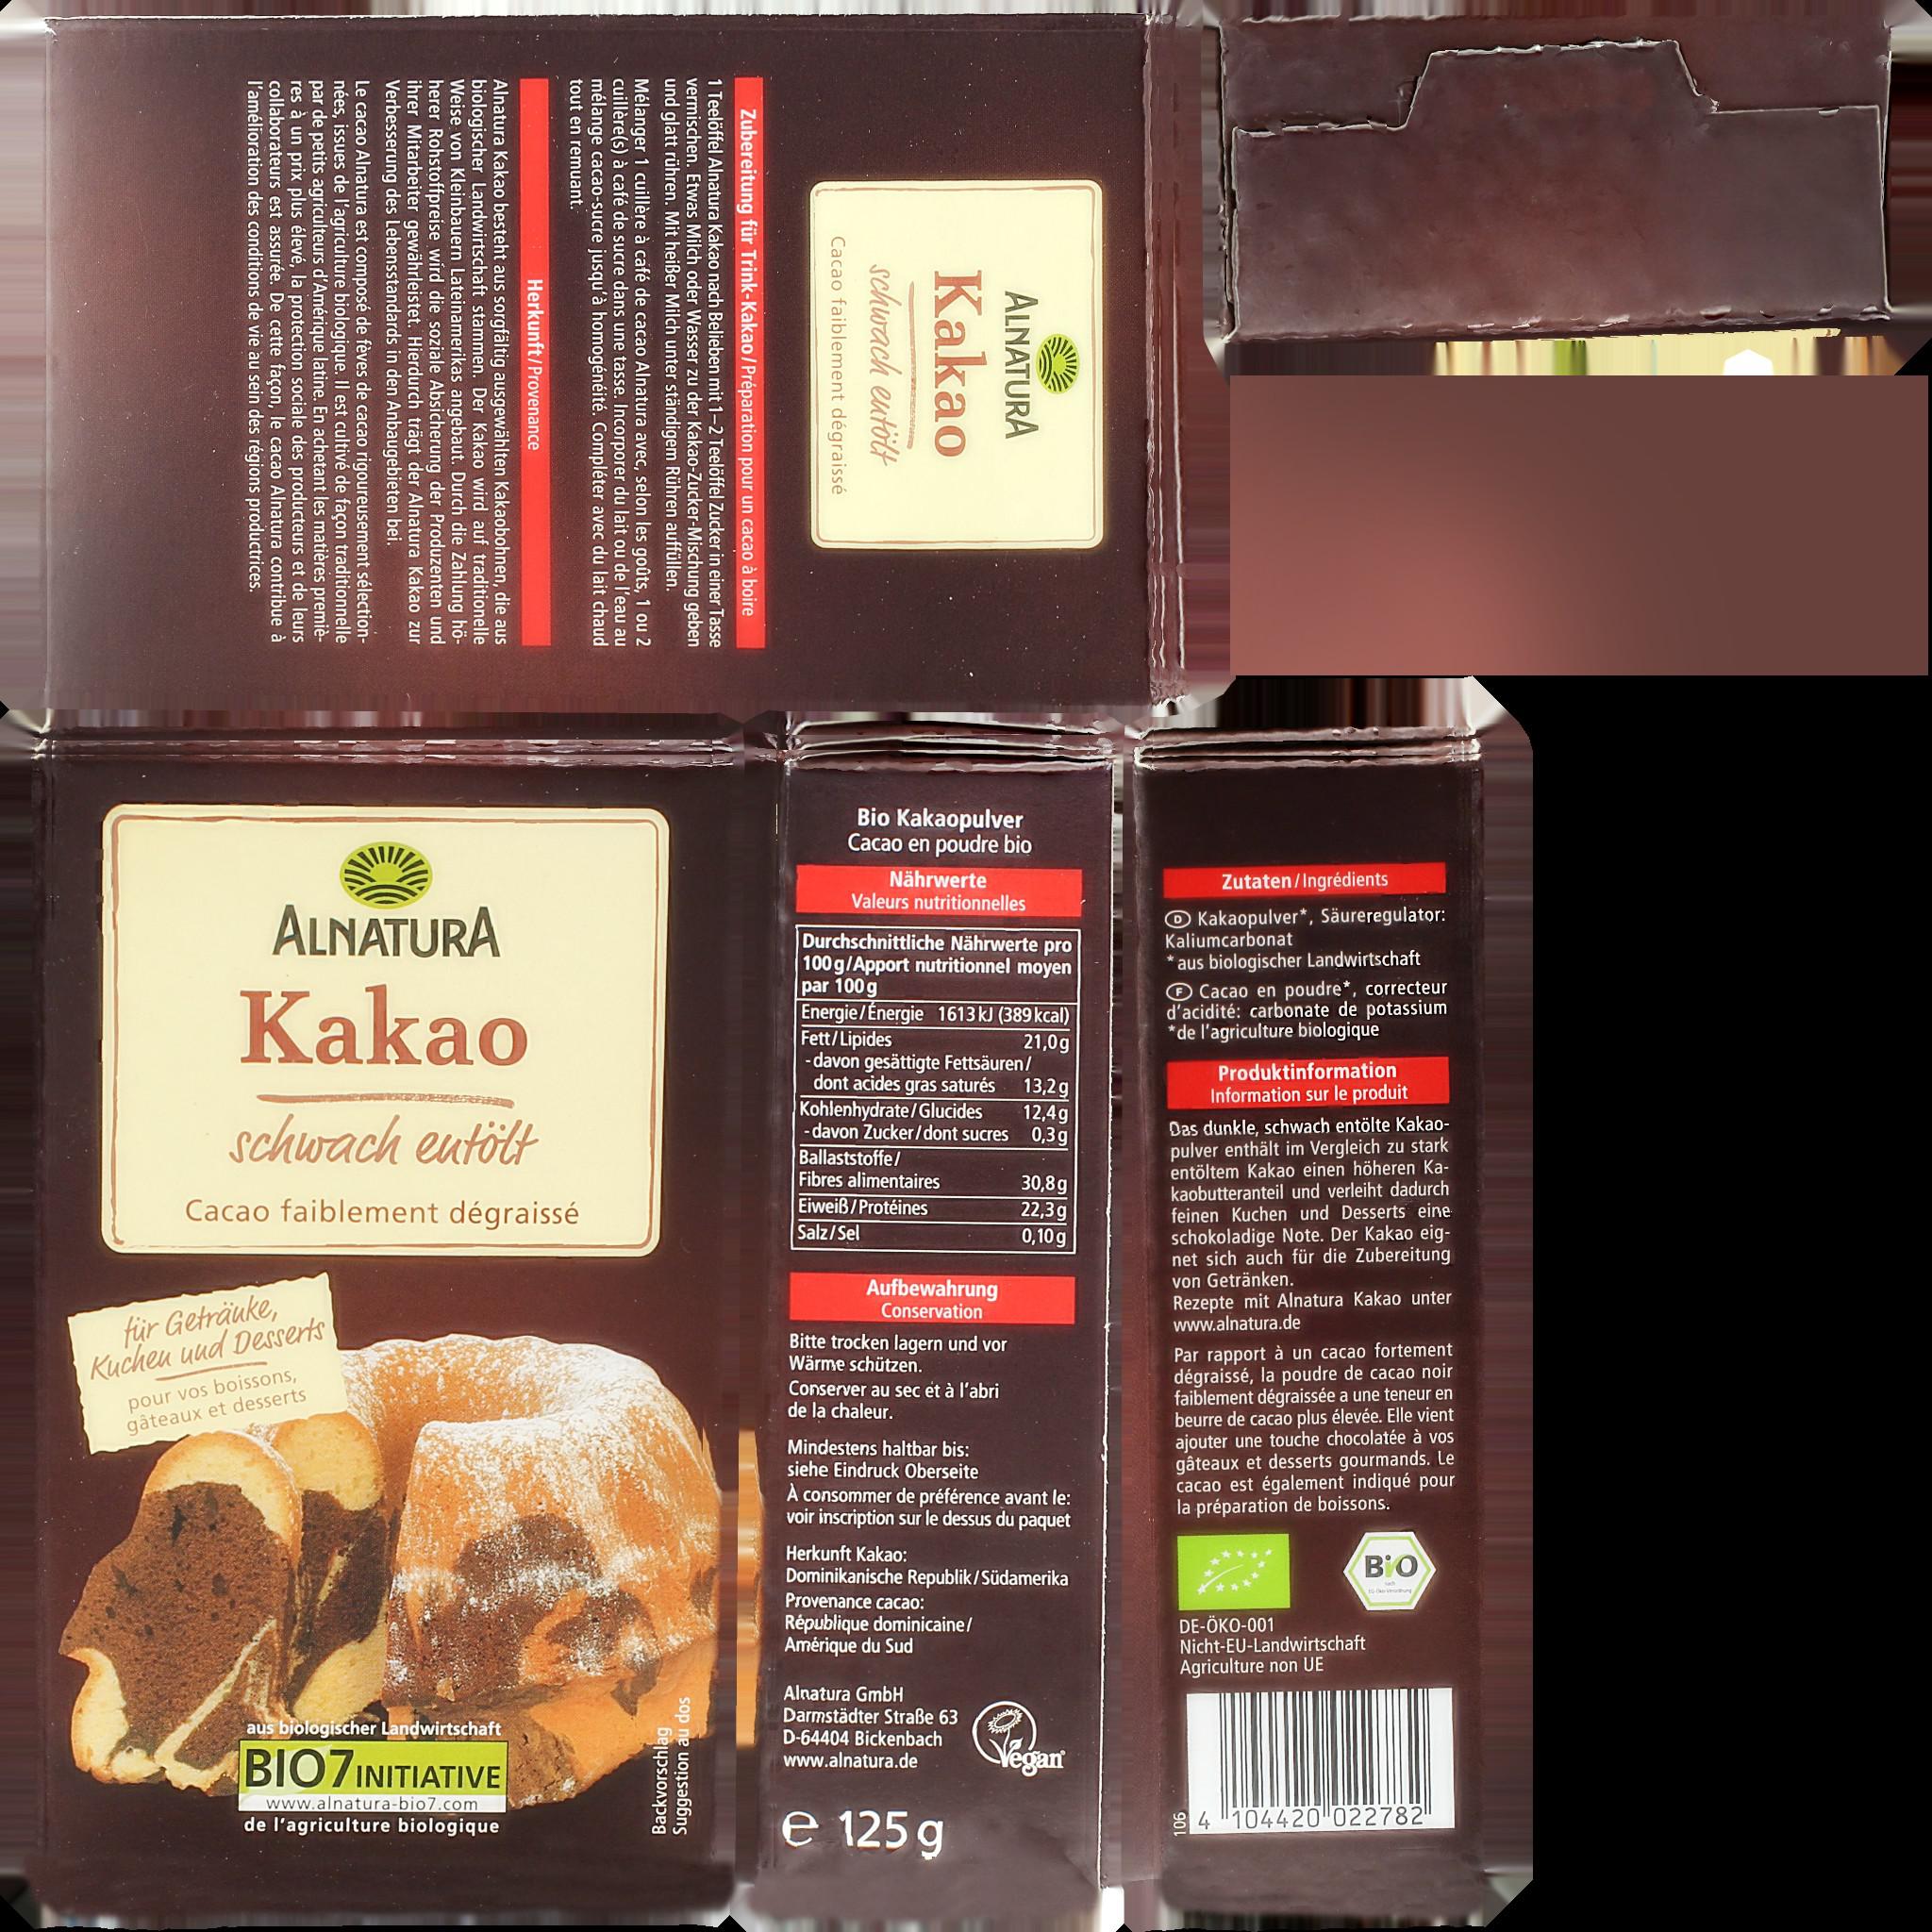 ALNATURA
Kakao
schwach entölt
Cacao faiblement dégraissé
Zubereitung für Trink-Kakao/Préparation pour un cacao à boire
1 Teelöffel Alnatura Kakao nach Belieben mit 1–2 Teelöffel Zucker in einer Tasse
vermischen. Etwas Milch oder Wasser zu der Kakao-Zucker-Mischung geben
und glatt rühren. Mit heißer Milch unter ständigen Rühren auffüllen.
Mélanger 1 cuillère à café de cacao Alnatura avec, selon les goûts, 1 ou 2
cuillère(s) à café de sucre dans une tasse. Incorporer du lait ou de l'eau au
mélange cacao-sucre jusqu'à homogénéité. Compléter avec du lait chaud
tout en remuant.
Herkunft/Provenance
Alnatura Kakao besteht aus sorgfältig ausgewählten Kakaobohnen, die aus
biologischer Landwirtschaft stammen. Der Kakao wird auf traditionelle
Weise von Kleinbauern Lateinamerikas angebaut. Durch die Zahlung hö-
herer Rohstoffpreise wird die soziale Absicherung der Produzenten und
ihrer Mitarbeiter gewährleistet. Hierdurch trägt der Alnatura Kakao zur
Verbesserung des Lebensstandards in den Anbaugebieten bei.
Le cacao Alnatura est composé de fèves de cacao rigoureusement sélection-
nées, issues de l'agriculture biologique. Il est cultivé de façon traditionnelle
par de petits agriculteurs d'Amérique latine. En achetant les matières premiè-
res à un prix plus élevé, la protection sociale des producteurs et de leurs
collaborateurs est assurée. De cette façon, le cacao Alnatura contribue à
l'amélioration des conditions de vie au sein des régions productrices.
ALNATURA
Kakao
schwach entölt
Cacao faiblement dégraissé
für Getränke,
Kuchen und Desserts
pour vos boissons,
gâteaux et desserts
aus biologischer Landwirtschaft
BIO7INITIATIVE
www.alnatura-bio7.com
de l'agriculture biologique
Backvorschlag
Suggestion au dos
Bio Kakaopulver
Cacao en poudre bio
Nährwerte
Valeurs nutritionnelles
Durchschnittliche Nährwerte pro
100g/Apport nutritionnel moyen
par 100g
Energie/Énergie 1613 kJ (389 kcal)
Fett/Lipides 21,0g
-davon gesättigte Fettsäuren/
dont acides gras saturés 13,2g
Kohlenhydrate/Glucides 12,4g
-davon Zucker/dont sucres 0,3g
Ballaststoffe/
Fibres alimentaires 30,8g
Eiweiß/Protéines 22,3g
Salz/Sel 0,10g
Aufbewahrung
Conservation
Bitte trocken lagern und vor
Wärme schützen.
Conserver au sec et à l'abri
de la chaleur.
Mindestens haltbar bis:
siehe Eindruck Oberseite
À consommer de préférence avant le:
voir inscription sur le dessus du paquet
Herkunft Kakao:
Dominikanische Republik/Südamerika
Provenance cacao:
République dominicaine/
Amérique du Sud
Alnatura GmbH
Darmstädter Straße 63
D-64404 Bickenbach
www.alnatura.de
Vegan
e 125g
Zutaten/Ingrédients
D Kakaopulver*, Säureregulator:
Kaliumcarbonat
*aus biologischer Landwirtschaft
F Cacao en poudre*, correcteur
d'acidité: carbonate de potassium
*de l'agriculture biologique
Produktinformation
Information sur le produit
Das dunkle, schwach entölte Kakao-
pulver enthält im Vergleich zu stark
entöltem Kakao einen höheren Ka-
kaobutteranteil und verleiht dadurch
feinen Kuchen und Desserts eine
schokoladige Note. Der Kakao eig-
net sich auch für die Zubereitung
von Getränken.
Rezepte mit Alnatura Kakao unter
www.alnatura.de
Par rapport à un cacao fortement
dégraissé, la poudre de cacao noir
faiblement dégraissée a une teneur en
beurre de cacao plus élevée. Elle vient
ajouter une touche chocolatée à vos
gâteaux et desserts gourmands. Le
cacao est également indiqué pour
la préparation de boissons.
BIO
nach
EG-Öko-Verordnung
DE-ÖKO-001
Nicht-EU-Landwirtschaft
Agriculture non UE
106
4 104420 022782